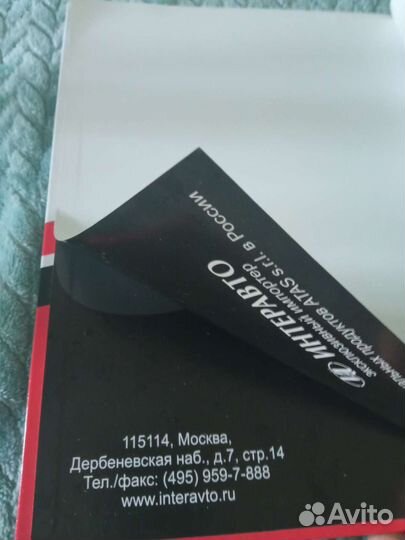 ИНТЕРАВТО
эксклюзивный импортер
продуктов ATAS s.r.l. в России
115114, Москва,
Дербеневская наб., д.7, стр.14
Тел./факс: (495) 959-7-888
www.interavto.ru
Avito